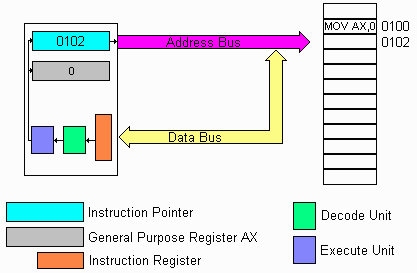 MOV AX,0 0100
0102 Address Bus 0102
0
Data Bus
Instruction Pointer
Decode Unit
General Purpose Register AX
Execute Unit
Instruction Register